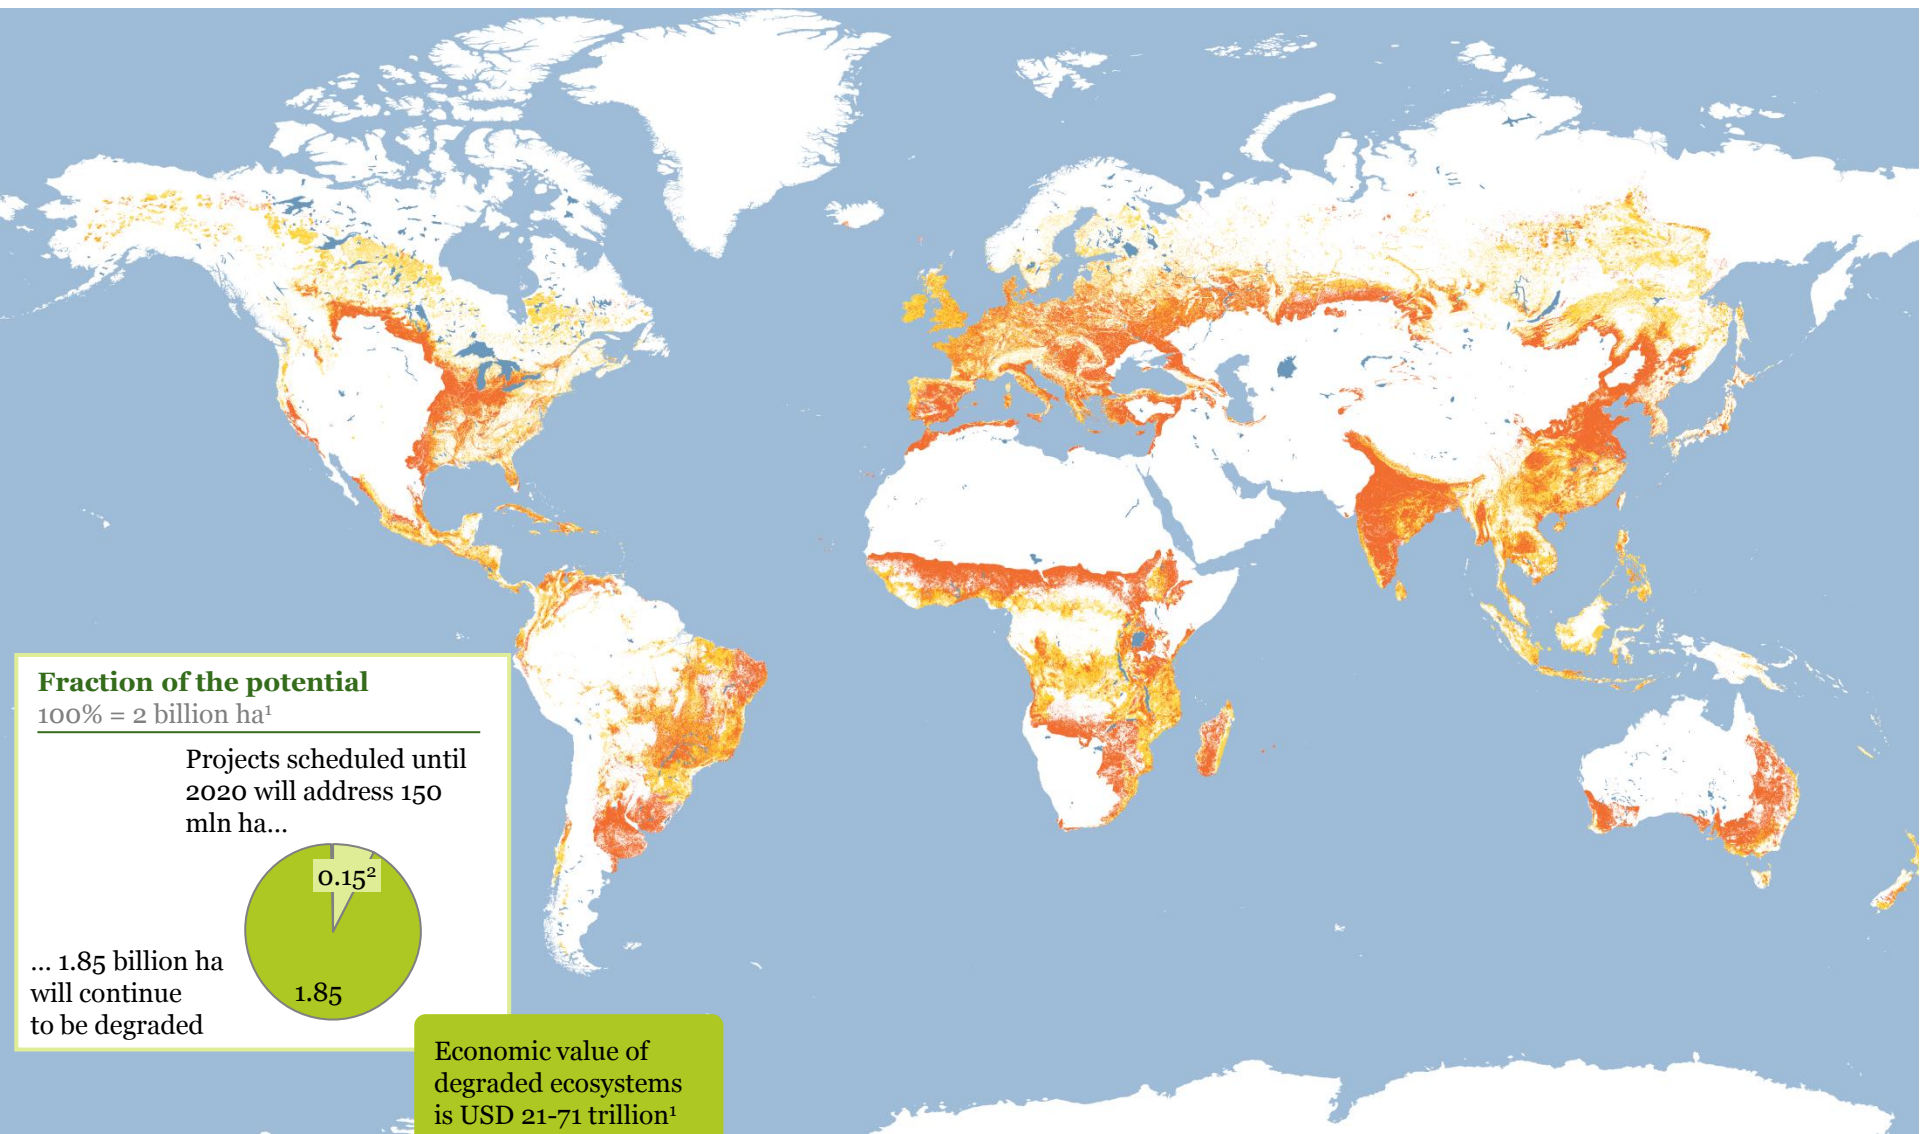 Fraction of the potential
100% = 2 billion ha¹
Projects scheduled until
2020 will address 150
mln ha...
0.15²
1.85
... 1.85 billion ha
will continue
to be degraded
Economic value of
degraded ecosystems
is USD 21-71 trillion¹